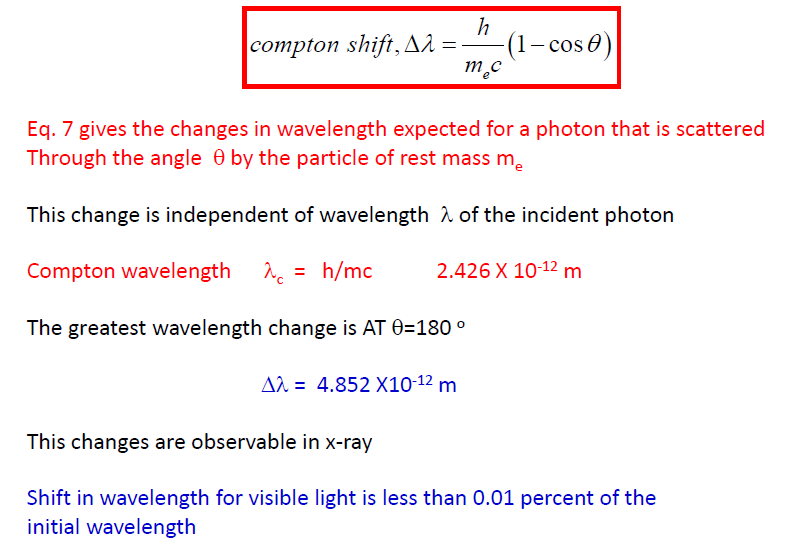 compton shift, Δλ = h/mₑc (1 – cos θ)
Eq. 7 gives the changes in wavelength expected for a photon that is scattered
Through the angle θ by the particle of rest mass mₑ
This change is independent of wavelength λ of the incident photon
Compton wavelength λ꜀ = h/mc 2.426 X 10⁻¹² m
The greatest wavelength change is AT θ=180 º
Δλ = 4.852 X10⁻¹² m
This changes are observable in x-ray
Shift in wavelength for visible light is less than 0.01 percent of the
initial wavelength